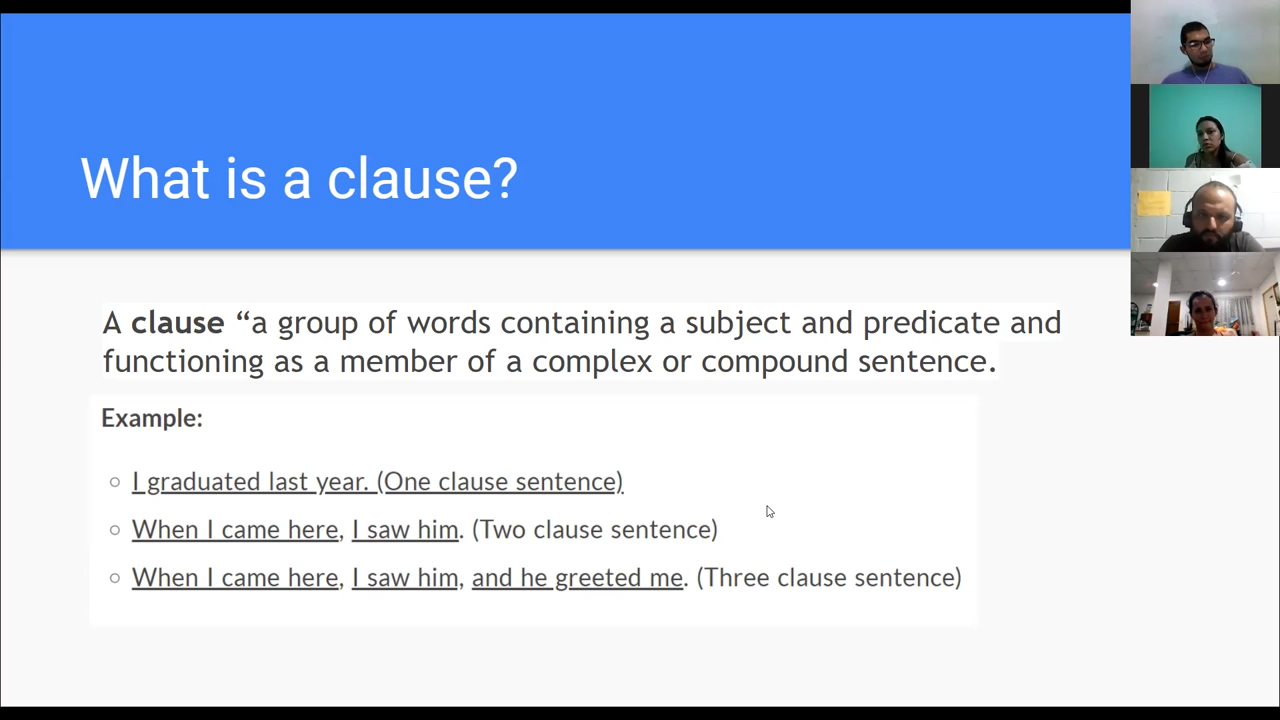 What is a clause?
A clause “a group of words containing a subject and predicate and
functioning as a member of a complex or compound sentence.
Example:
I graduated last year. (One clause sentence)
When I came here, I saw him. (Two clause sentence)
When I came here, I saw him, and he greeted me. (Three clause sentence)